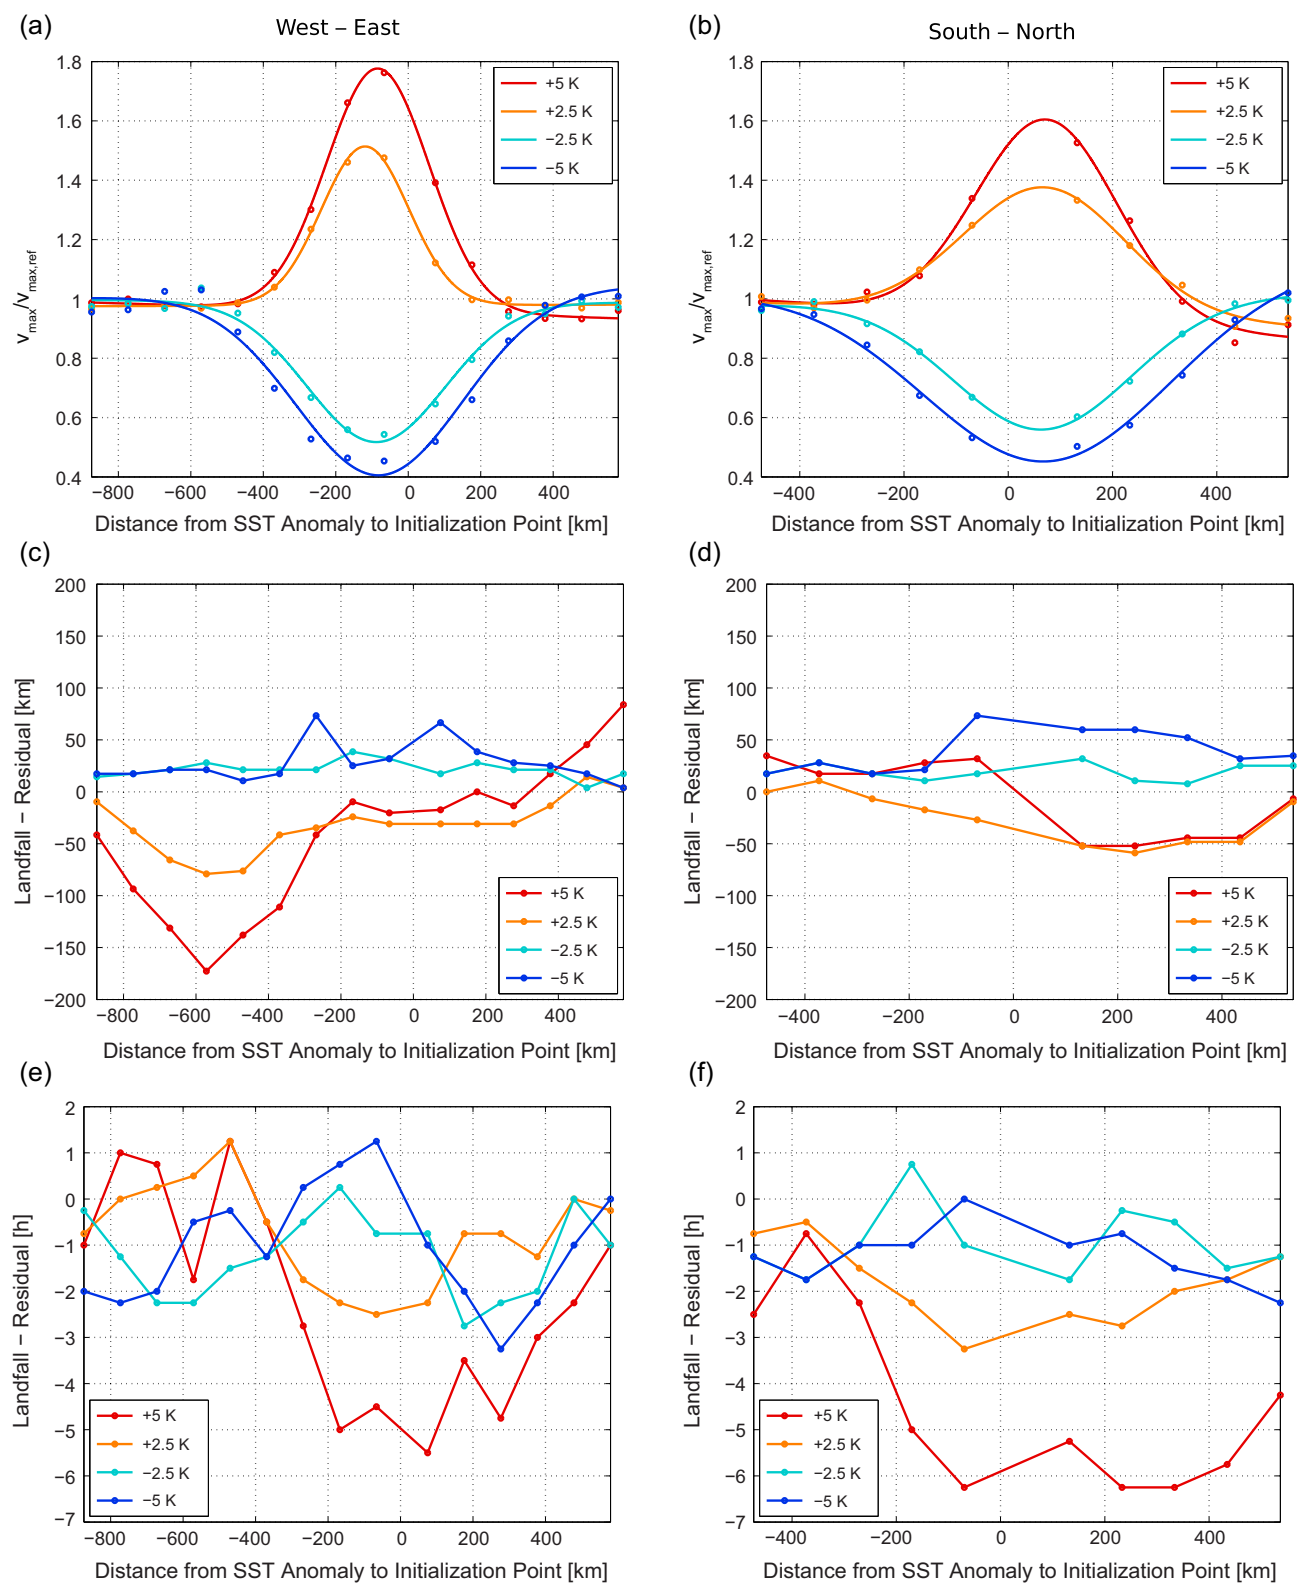 (a)
West – East
(b)
South – North
1.8
1.6
1.4
1.2
1
0.8
0.6
0.4
v max/v max,ref
+5 K
+2.5 K
−2.5 K
−5 K
−800 −600 −400 −200 0 200 400
Distance from SST Anomaly to Initialization Point [km]
1.8
1.6
1.4
1.2
1
0.8
0.6
0.4
v max/v max,ref
+5 K
+2.5 K
−2.5 K
−5 K
−400 −200 0 200 400
Distance from SST Anomaly to Initialization Point [km]
(c)
200
150
100
50
0
−50
−100
−150
−200
Landfall – Residual [km]
+5 K
+2.5 K
−2.5 K
−5 K
−800 −600 −400 −200 0 200 400
Distance from SST Anomaly to Initialization Point [km]
(d)
200
150
100
50
0
−50
−100
−150
−200
Landfall – Residual [km]
+5 K
+2.5 K
−2.5 K
−5 K
−400 −200 0 200 400
Distance from SST Anomaly to Initialization Point [km]
(e)
2
1
0
−1
−2
−3
−4
−5
−6
−7
Landfall – Residual [h]
+5 K
+2.5 K
−2.5 K
−5 K
−800 −600 −400 −200 0 200 400
Distance from SST Anomaly to Initialization Point [km]
(f)
2
1
0
−1
−2
−3
−4
−5
−6
−7
Landfall – Residual [h]
+5 K
+2.5 K
−2.5 K
−5 K
−400 −200 0 200 400
Distance from SST Anomaly to Initialization Point [km]